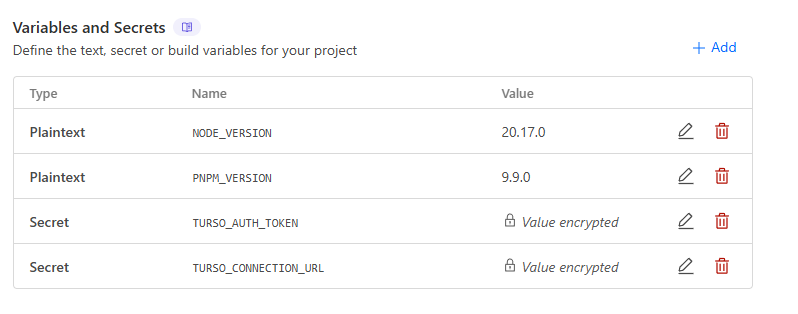 Variables and Secrets
Define the text, secret or build variables for your project
+ Add
Type Name Value
Plaintext NODE_VERSION 20.17.0
Plaintext PNPM_VERSION 9.9.0
Secret TURSO_AUTH_TOKEN Value encrypted
Secret TURSO_CONNECTION_URL Value encrypted